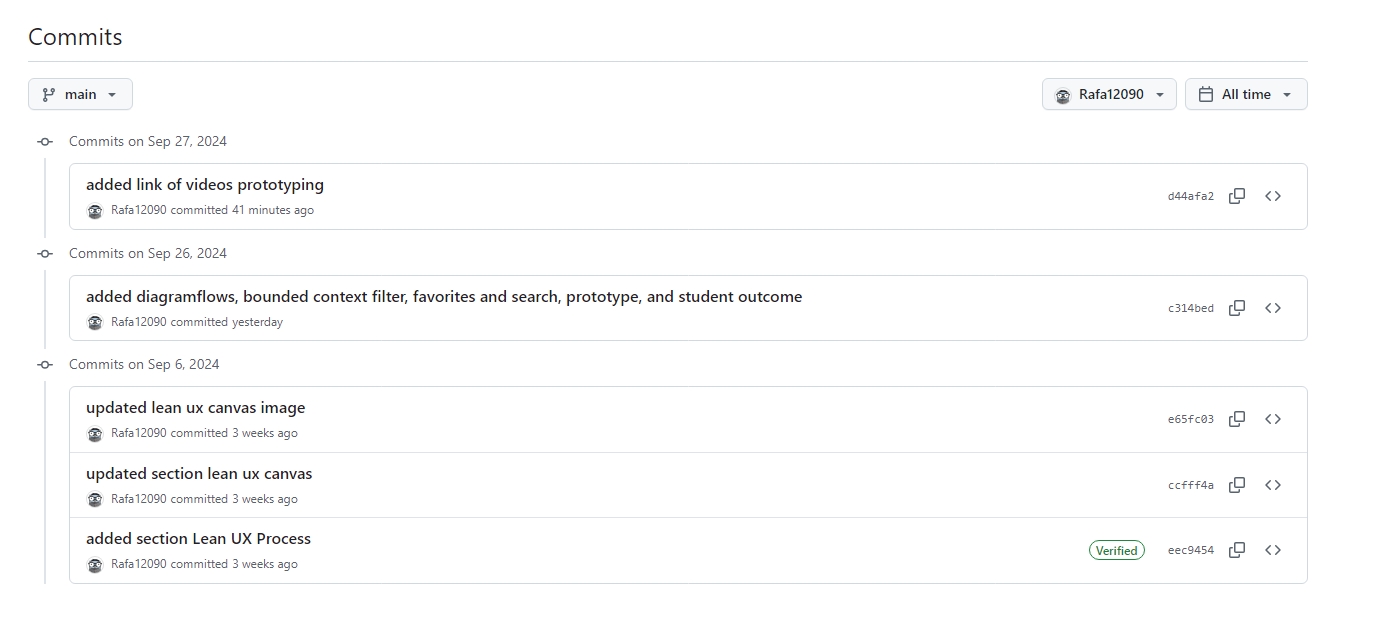 Commits
main
Rafa12090
All time
Commits on Sep 27, 2024
added link of videos prototyping
Rafa12090 committed 41 minutes ago
d44afa2
Commits on Sep 26, 2024
added diagramflows, bounded context filter, favorites and search, prototype, and student outcome
Rafa12090 committed yesterday
c314bed
Commits on Sep 6, 2024
updated lean ux canvas image
Rafa12090 committed 3 weeks ago
e65fc03
updated section lean ux canvas
Rafa12090 committed 3 weeks ago
ccfff4a
added section Lean UX Process
Rafa12090 committed 3 weeks ago
Verified
eec9454